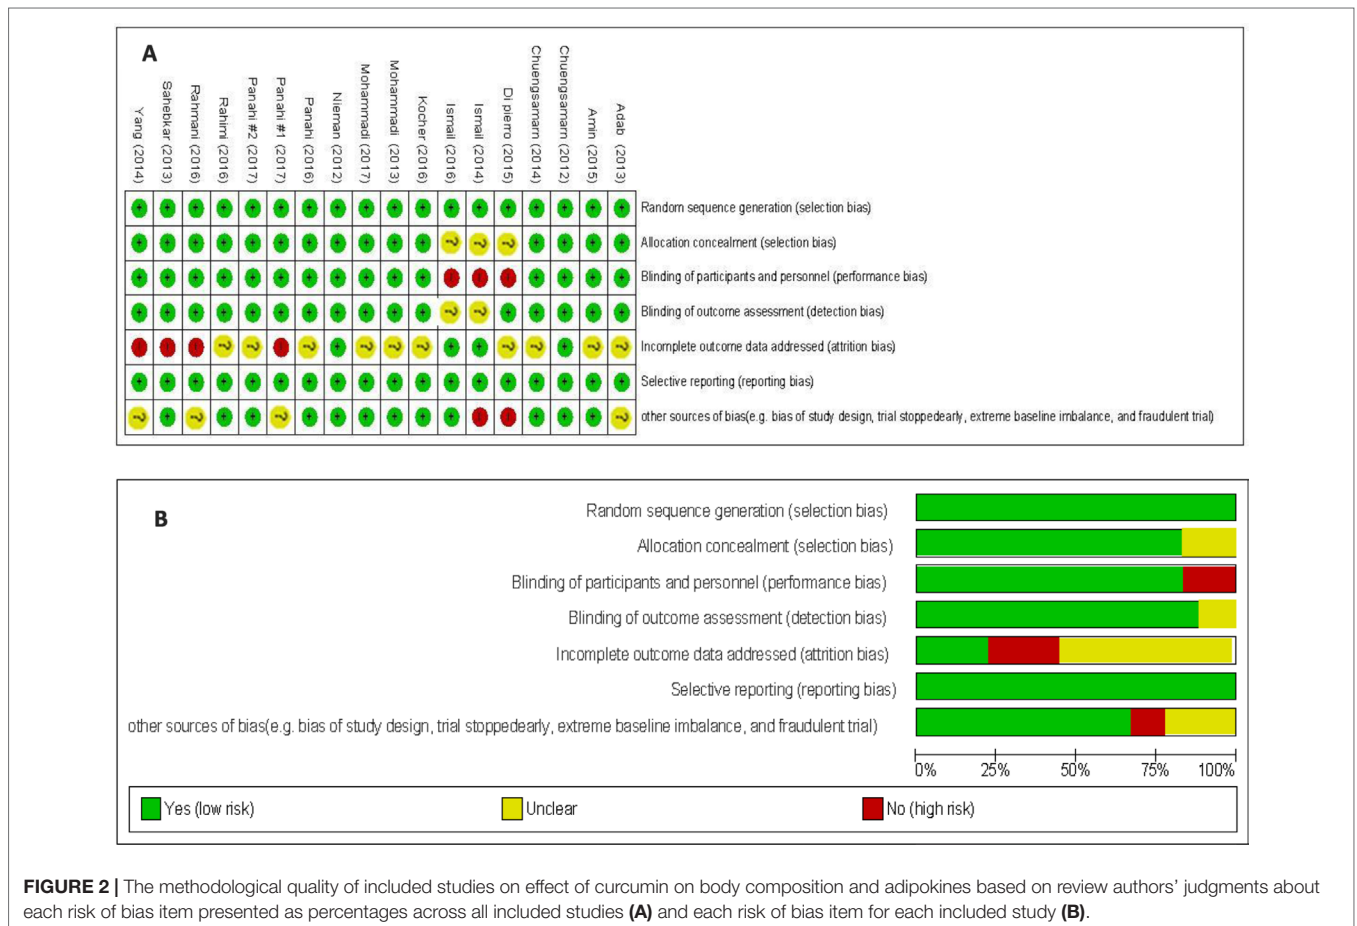 A
Yang (2014)
Sahebkar (2013)
Rahmani (2016)
Rahimi (2016)
Panahi #2 (2017)
Panahi #1 (2017)
Panahi (2016)
Nieman (2012)
Mohammadi (2017)
Mohammadi (2013)
Kocher (2016)
Ismail (2016)
Ismail (2014)
Di pierro (2015)
Chuengsamarn (2014)
Chuengsamarn (2012)
Amin (2015)
Adab (2013)
+ + + + + + + + + + + + + + + + + + Random sequence generation (selection bias)
+ + + + + + + + + + + ? ? ? + + + + Allocation concealment (selection bias)
+ + + + + + + + + + + - - - + + + + Blinding of participants and personnel (performance bias)
+ + + + + + + + + + + ? ? + + + + + Blinding of outcome assessment (detection bias)
- - - ? ? - ? + ? ? ? + + ? ? + ? ? Incomplete outcome data addressed (attrition bias)
+ + + + + + + + + + + + + + + + + + Selective reporting (reporting bias)
? + ? + + ? + + + + + + - - + + + ? other sources of bias(e.g. bias of study design, trial stoppedearly, extreme baseline imbalance, and fraudulent trial)
B
Random sequence generation (selection bias)
Allocation concealment (selection bias)
Blinding of participants and personnel (performance bias)
Blinding of outcome assessment (detection bias)
Incomplete outcome data addressed (attrition bias)
Selective reporting (reporting bias)
other sources of bias(e.g. bias of study design, trial stoppedearly, extreme baseline imbalance, and fraudulent trial)
0% 25% 50% 75% 100%
Yes (low risk) Unclear No (high risk)
FIGURE 2 | The methodological quality of included studies on effect of curcumin on body composition and adipokines based on review authors' judgments about
each risk of bias item presented as percentages across all included studies (A) and each risk of bias item for each included study (B).